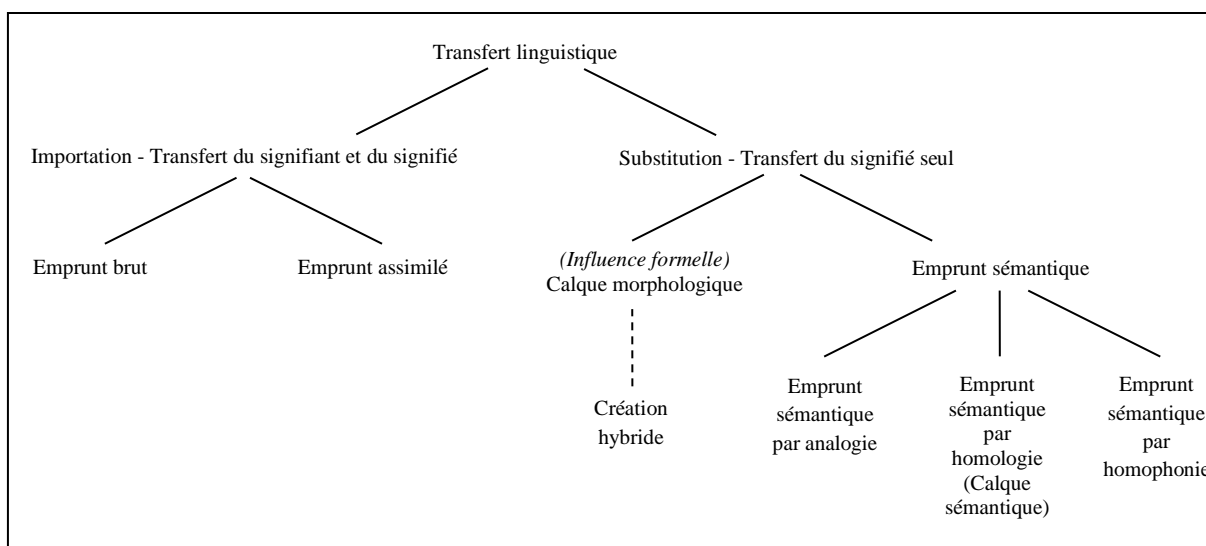 Transfert linguistique
Importation - Transfert du signifiant et du signifié
Substitution - Transfert du signifié seul
Emprunt brut
Emprunt assimilé
(Influence formelle)
Calque morphologique
Emprunt sémantique
Création
hybride
Emprunt
sémantique
par analogie
Emprunt
sémantique
par
homologie
(Calque
sémantique)
Emprunt
sémantique
par
homophonie